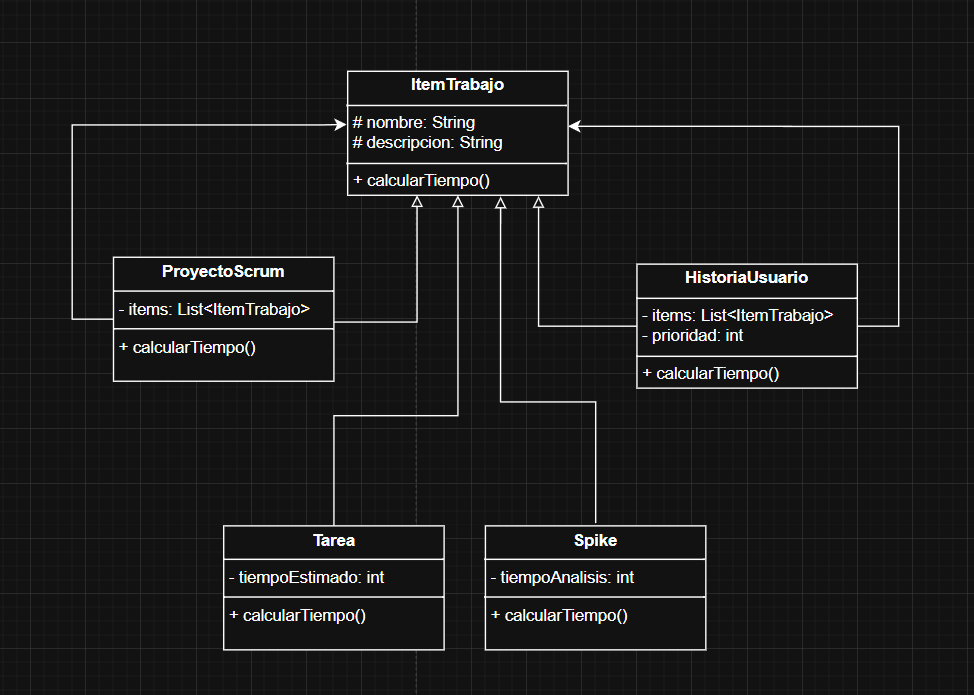 ItemTrabajo
# nombre: String
# descripcion: String
+ calcularTiempo()
ProyectoScrum
- items: List<ItemTrabajo>
+ calcularTiempo()
HistoriaUsuario
- items: List<ItemTrabajo>
- prioridad: int
+ calcularTiempo()
Tarea
- tiempoEstimado: int
+ calcularTiempo()
Spike
- tiempoAnalisis: int
+ calcularTiempo()